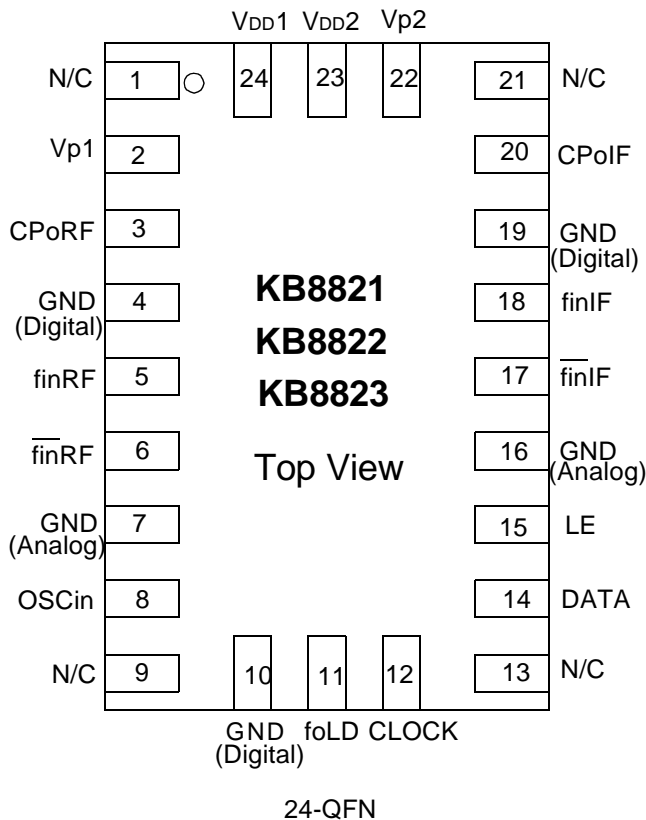 VDD1 VDD2 Vp2
N/C 1 24 23 22 21 N/C
Vp1 2 20 CPoIF
CPoRF 3 19 GND
(Digital)
GND
(Digital) 4 18 finIF
finRF 5 17 f̅i̅n̅IF
f̅i̅n̅RF 6 16 GND
(Analog)
GND
(Analog) 7 15 LE
OSCin 8 14 DATA
N/C 9 10 11 12 13 N/C
KB8821
KB8822
KB8823
Top View
GND
(Digital) foLD CLOCK
24-QFN